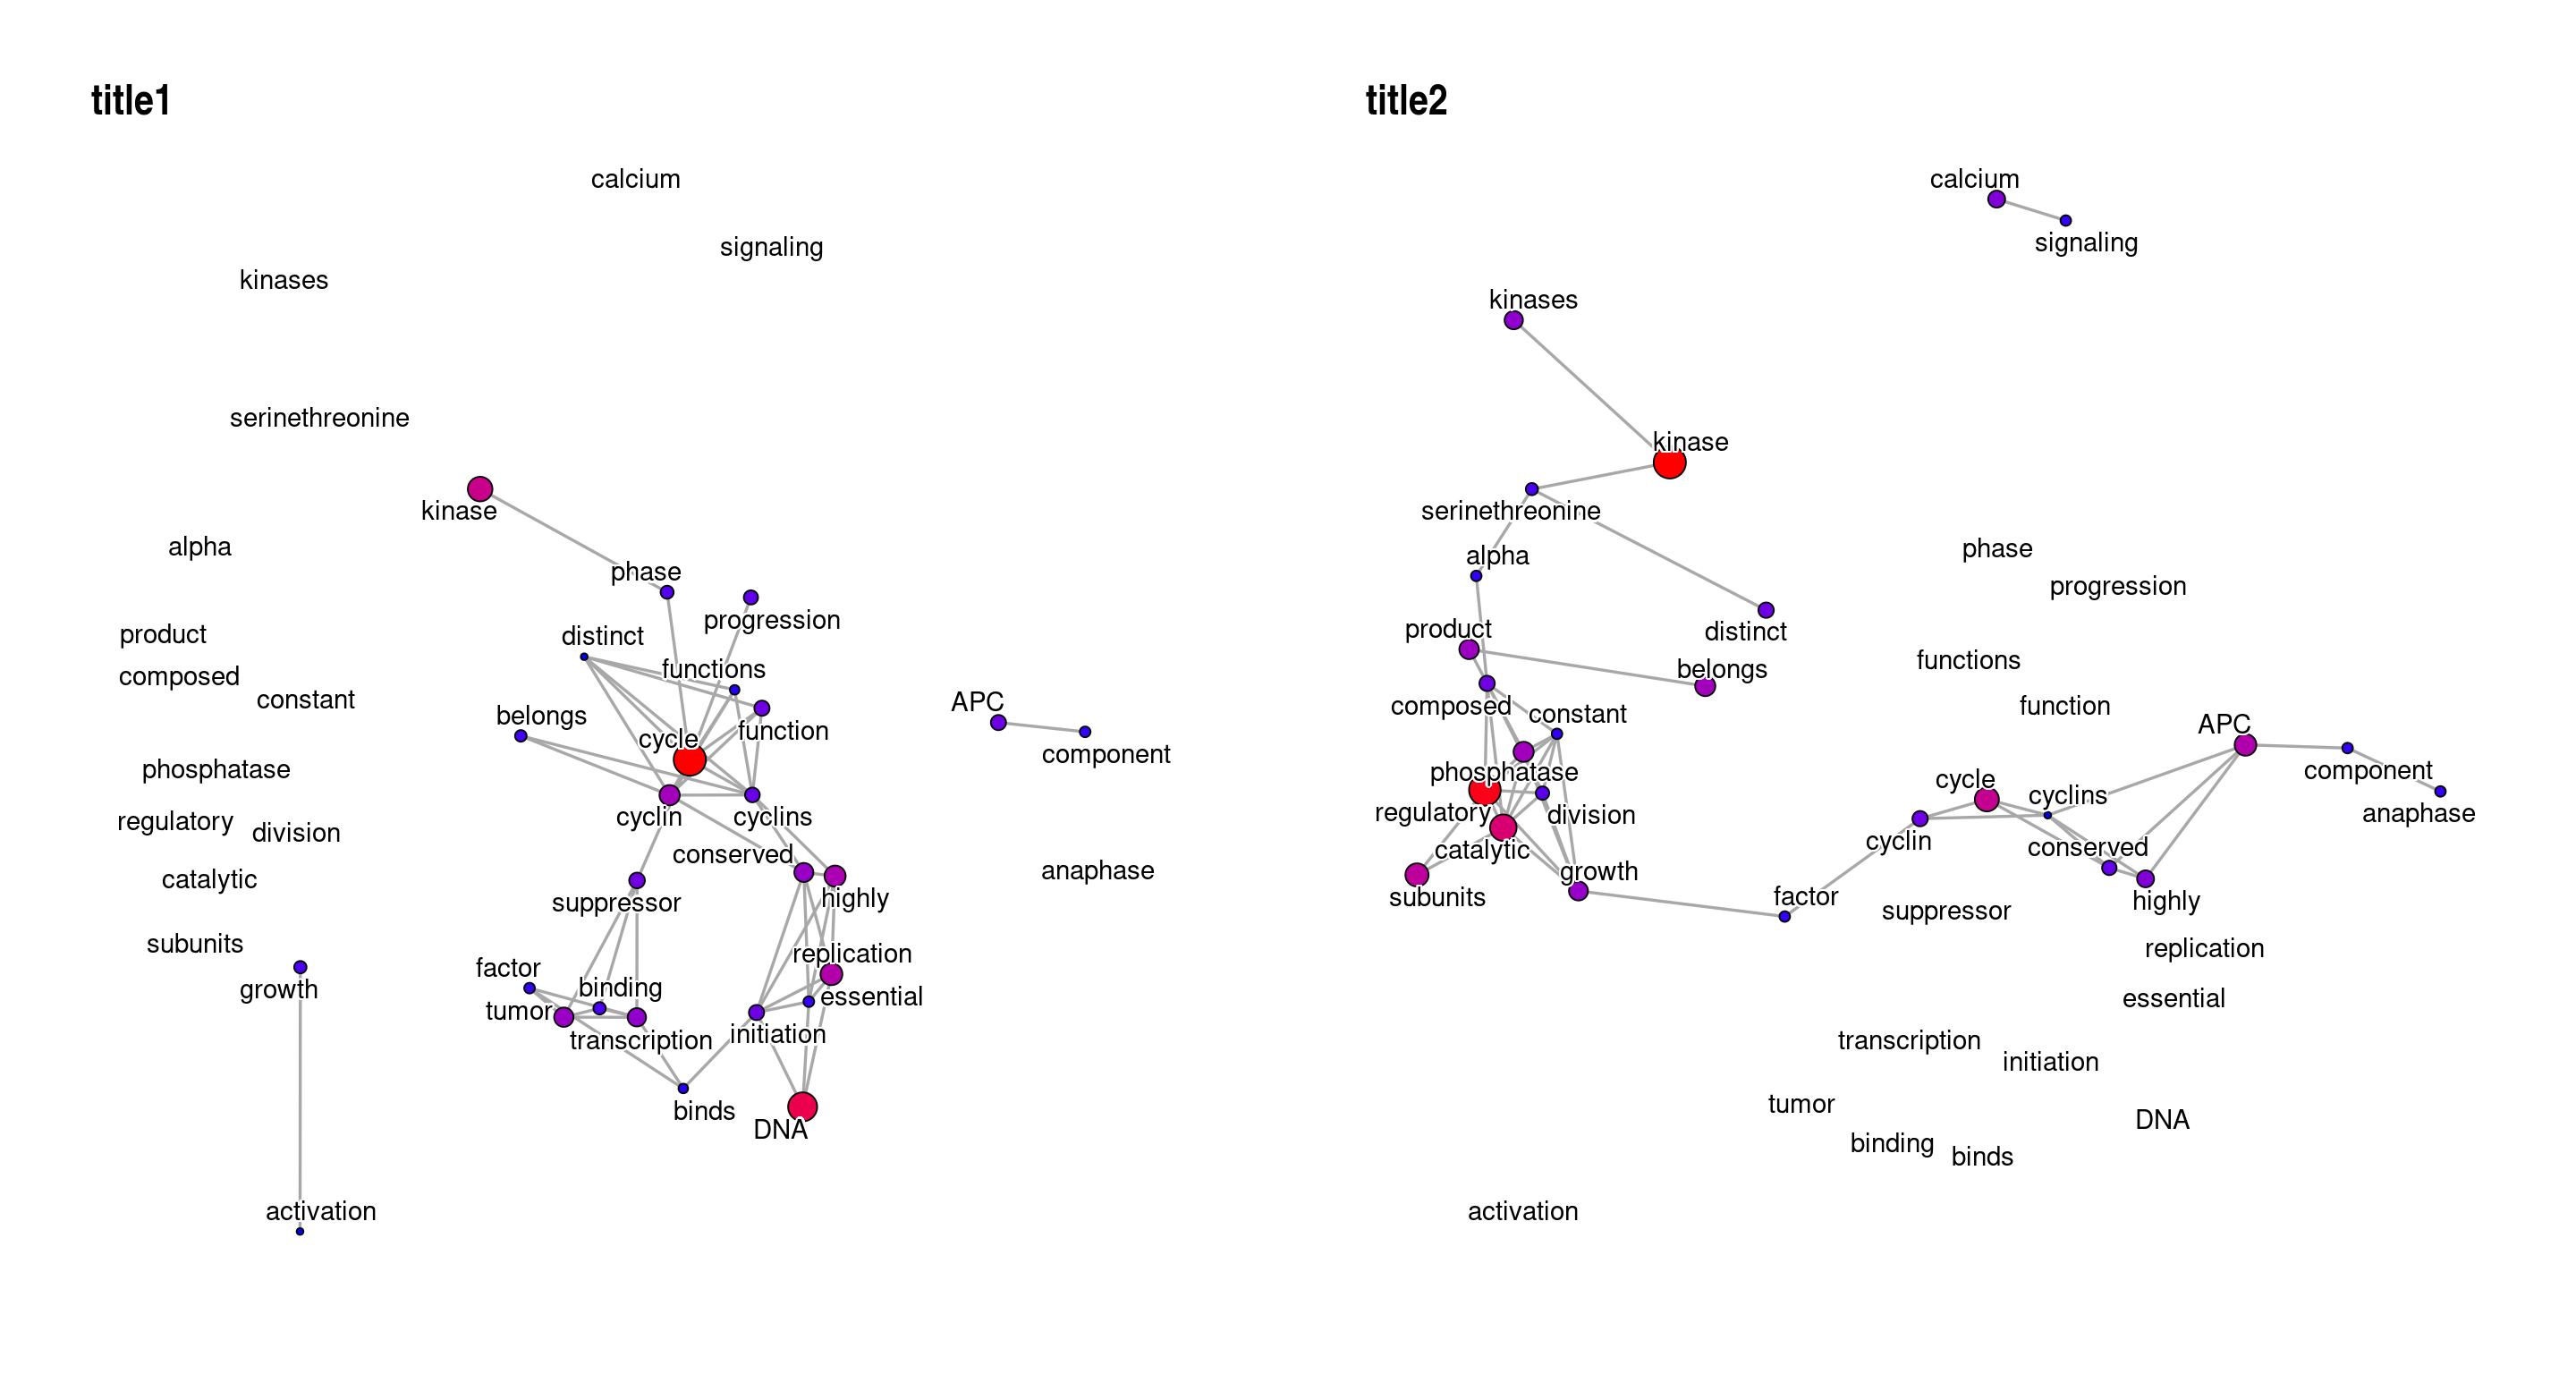 title1
calcium
signaling
kinases
serinethreonine
kinase
alpha
phase
progression
product
distinct
functions
composed
constant
belongs
function
cycle
APC
component
phosphatase
regulatory
division
cyclin
cyclins
conserved
anaphase
catalytic
highly
suppressor
subunits
replication
factor
growth
binding
essential
tumor
initiation
transcription
binds
DNA
activation
title2
calcium
signaling
kinases
kinase
serinethreonine
alpha
phase
progression
product
distinct
functions
belongs
composed
constant
function
APC
phosphatase
component
cycle
cyclins
regulatory
division
anaphase
cyclin
conserved
catalytic
growth
subunits
factor
highly
suppressor
replication
essential
transcription
initiation
tumor
DNA
binding
binds
activation